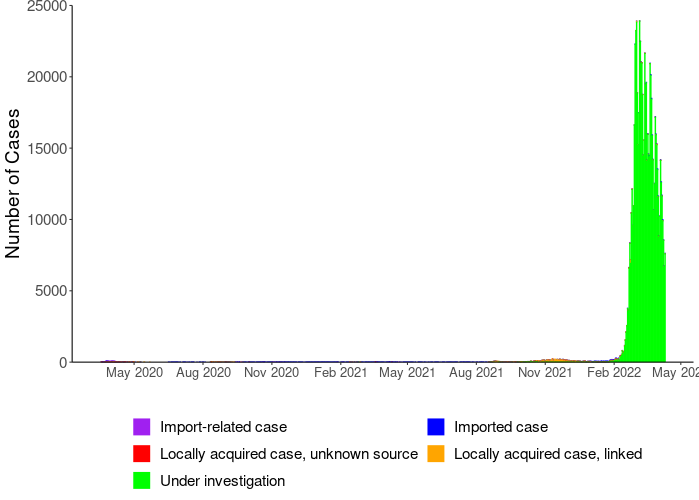 25000
20000
15000
10000
5000
0
Number of Cases
May 2020 Aug 2020 Nov 2020 Feb 2021 May 2021 Aug 2021 Nov 2021 Feb 2022 May 202
Import-related case Imported case
Locally acquired case, unknown source Locally acquired case, linked
Under investigation